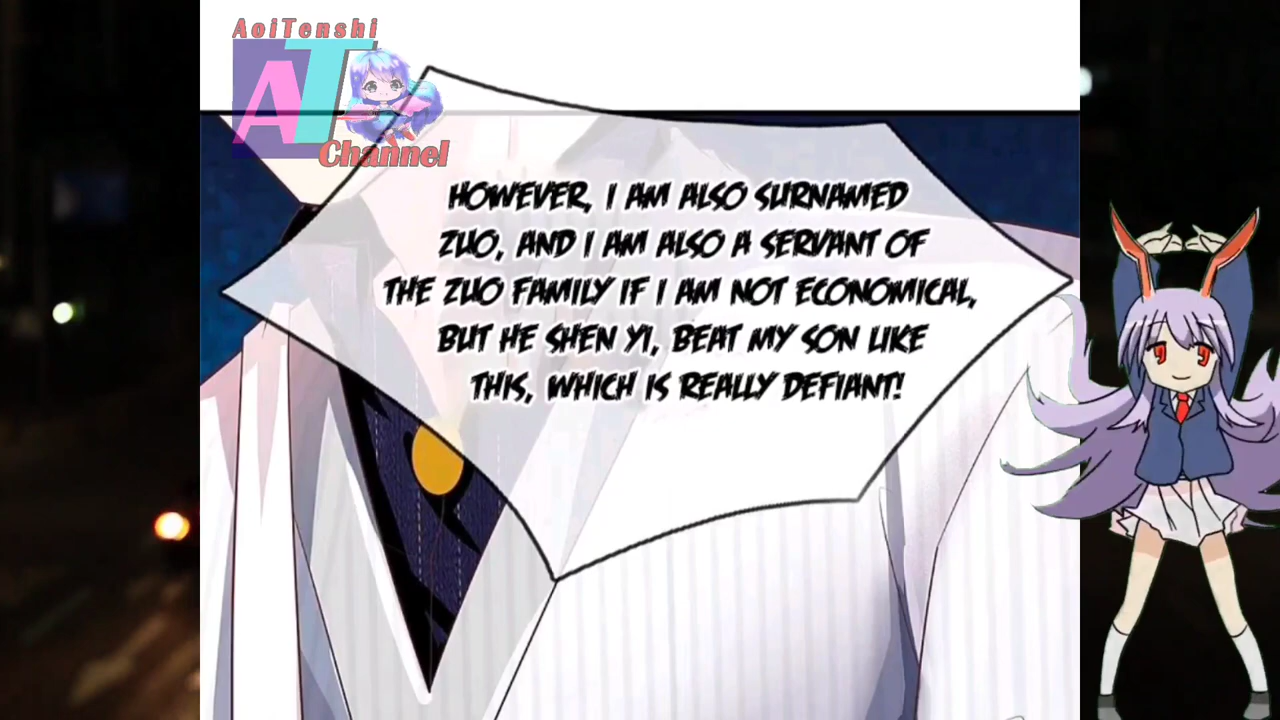 AoiTenshi
AT
Channel
HOWEVER, I AM ALSO SURNAMED
ZUO, AND I AM ALSO A SERVANT OF
THE ZUO FAMILY IF I AM NOT ECONOMICAL,
BUT HE SHEN YI, BEAT MY SON LIKE
THIS, WHICH IS REALLY DEFIANT!